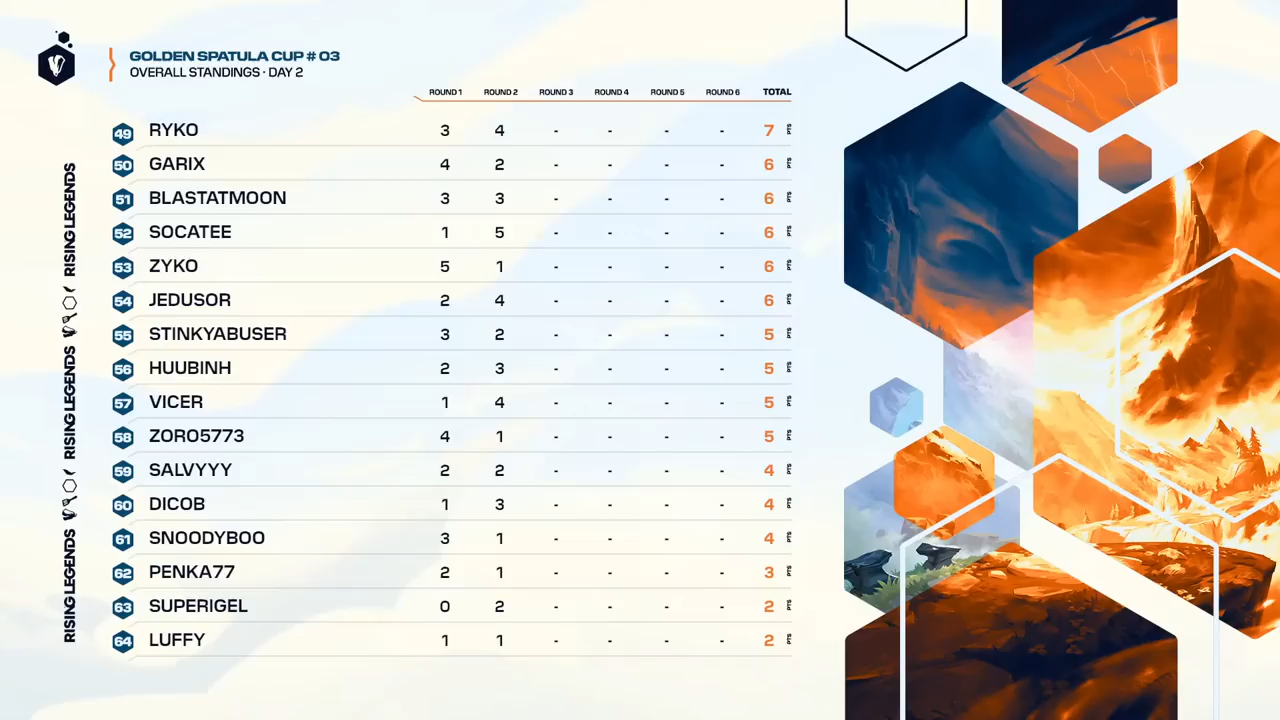 GOLDEN SPATULA CUP # 03
OVERALL STANDINGS · DAY 2
ROUND 1 ROUND 2 ROUND 3 ROUND 4 ROUND 5 ROUND 6 TOTAL
49 RYKO 3 4 - - - - 7 PTS
50 GARIX 4 2 - - - - 6 PTS
51 BLASTATMOON 3 3 - - - - 6 PTS
52 SOCATEE 1 5 - - - - 6 PTS
53 ZYKO 5 1 - - - - 6 PTS
54 JEDUSOR 2 4 - - - - 6 PTS
55 STINKYABUSER 3 2 - - - - 5 PTS
56 HUUBINH 2 3 - - - - 5 PTS
57 VICER 1 4 - - - - 5 PTS
58 ZORO5773 4 1 - - - - 5 PTS
59 SALVYYY 2 2 - - - - 4 PTS
60 DICOB 1 3 - - - - 4 PTS
61 SNOODYBOO 3 1 - - - - 4 PTS
62 PENKA77 2 1 - - - - 3 PTS
63 SUPERIGEL 0 2 - - - - 2 PTS
64 LUFFY 1 1 - - - - 2 PTS
RISING LEGENDS RISING LEGENDS RISING LEGENDS